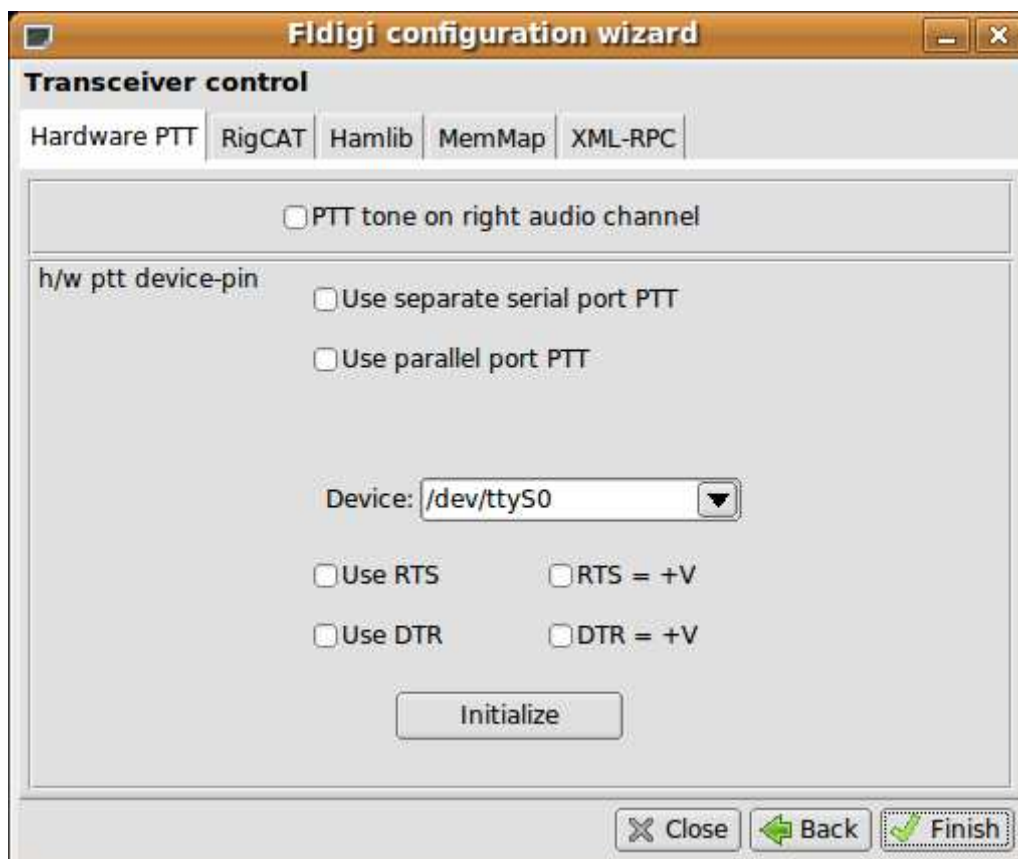 Fldigi configuration wizard
Transceiver control
Hardware PTT RigCAT Hamlib MemMap XML-RPC
PTT tone on right audio channel
h/w ptt device-pin
Use separate serial port PTT
Use parallel port PTT
Device: /dev/ttyS0
Use RTS RTS = +V
Use DTR DTR = +V
Initialize
Close Back Finish